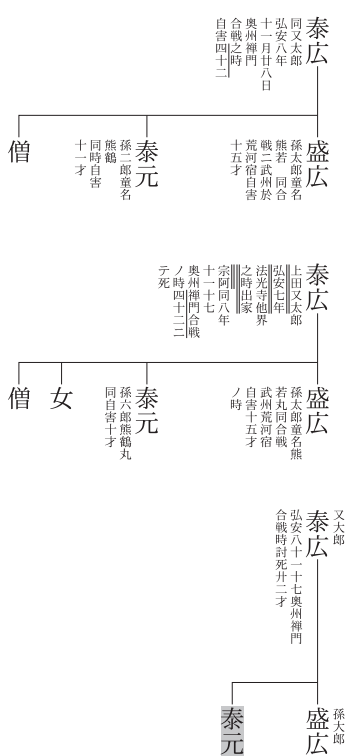 泰広
同又太郎
弘安八年
十一月廿八日
奥州禅門
合戦之時
自害四十二
盛広
孫太郎童名
熊若 同合
戦二武州於
荒河宿自害
十五才
泰元
孫二郎童名
熊鶴
同時自害
十一才
僧
泰広
上田又太郎
弘安七年
法光寺他界
之時出家
宗阿同八年
十一十七
奥州禅門合戦
ノ時四十二ニ
テ死
盛広
孫太郎童名熊
若丸同合戦
武州荒河宿
自害十五才
ノ時
泰元
孫六郎熊鶴丸
同自害十才
女
僧
又大郎
泰広
弘安八十一十七奥州禅門
合戦時討死廾二才
孫大郎
盛広
泰元